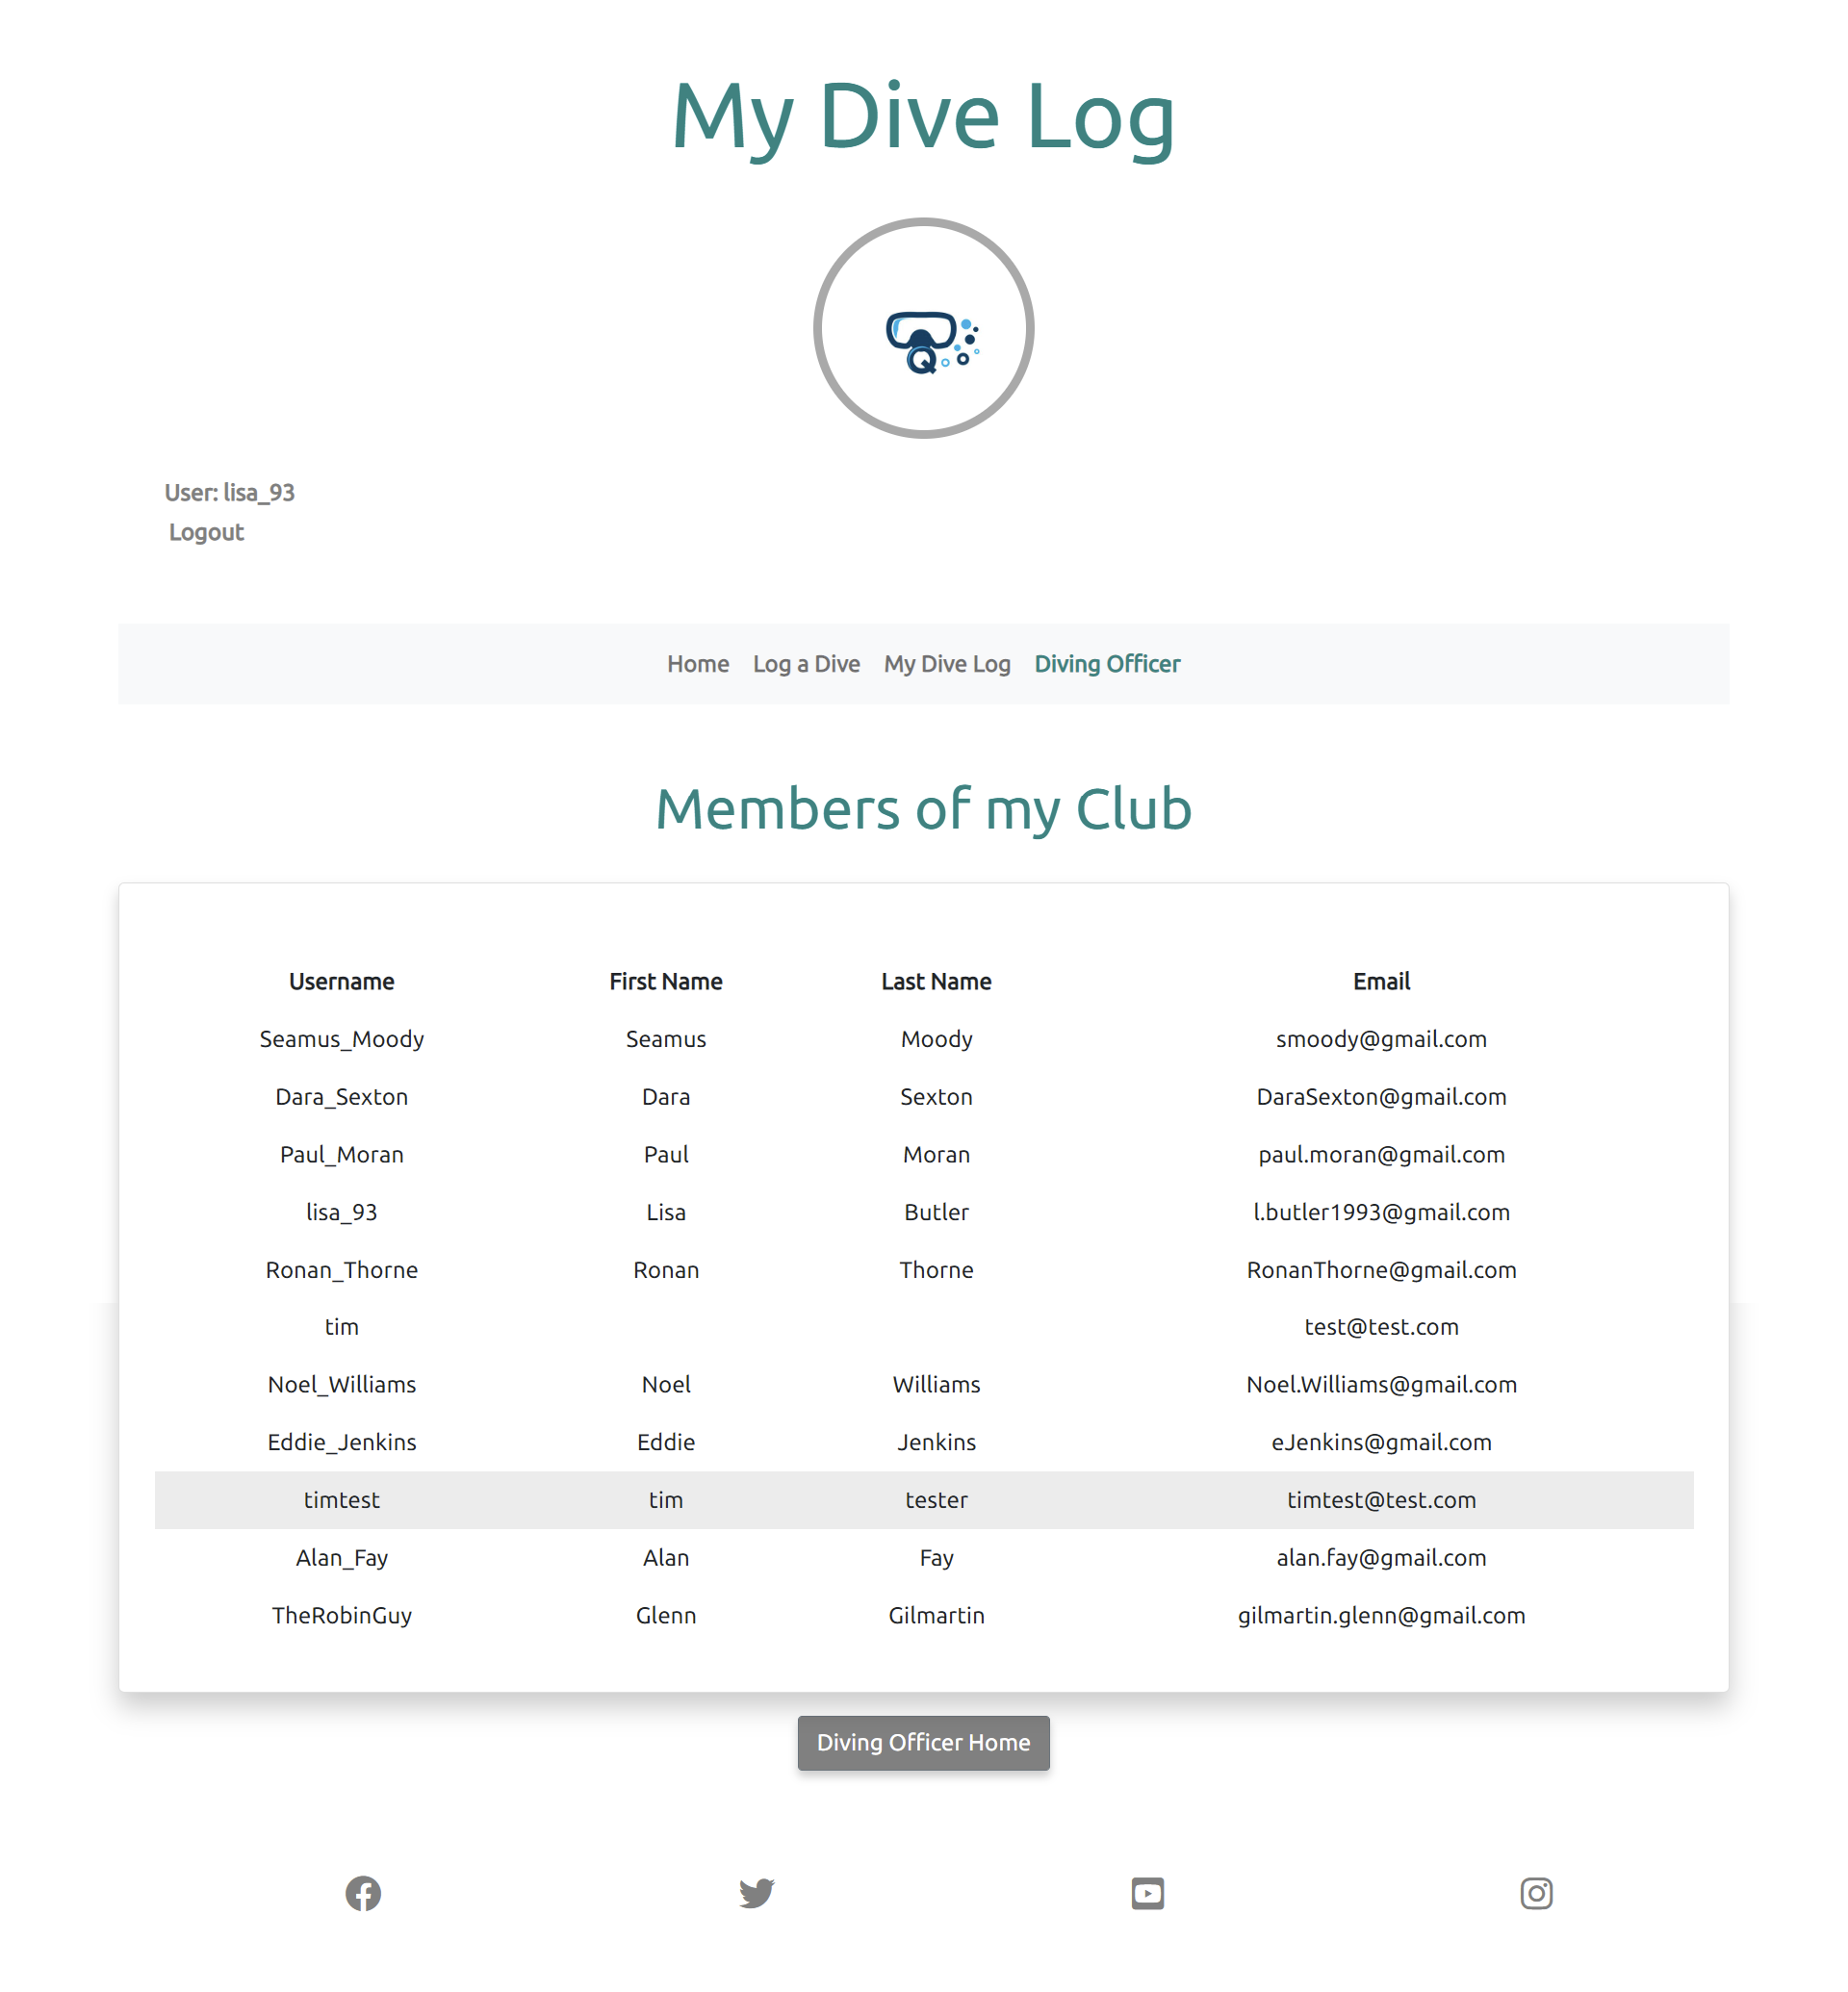 My Dive Log
Q
User: lisa_93
Logout
Home Log a Dive My Dive Log Diving Officer
Members of my Club
Username First Name Last Name Email
Seamus_Moody Seamus Moody smoody@gmail.com
Dara_Sexton Dara Sexton DaraSexton@gmail.com
Paul_Moran Paul Moran paul.moran@gmail.com
lisa_93 Lisa Butler l.butler1993@gmail.com
Ronan_Thorne Ronan Thorne RonanThorne@gmail.com
tim test@test.com
Noel_Williams Noel Williams Noel.Williams@gmail.com
Eddie_Jenkins Eddie Jenkins eJenkins@gmail.com
timtest tim tester timtest@test.com
Alan_Fay Alan Fay alan.fay@gmail.com
TheRobinGuy Glenn Gilmartin gilmartin.glenn@gmail.com
Diving Officer Home